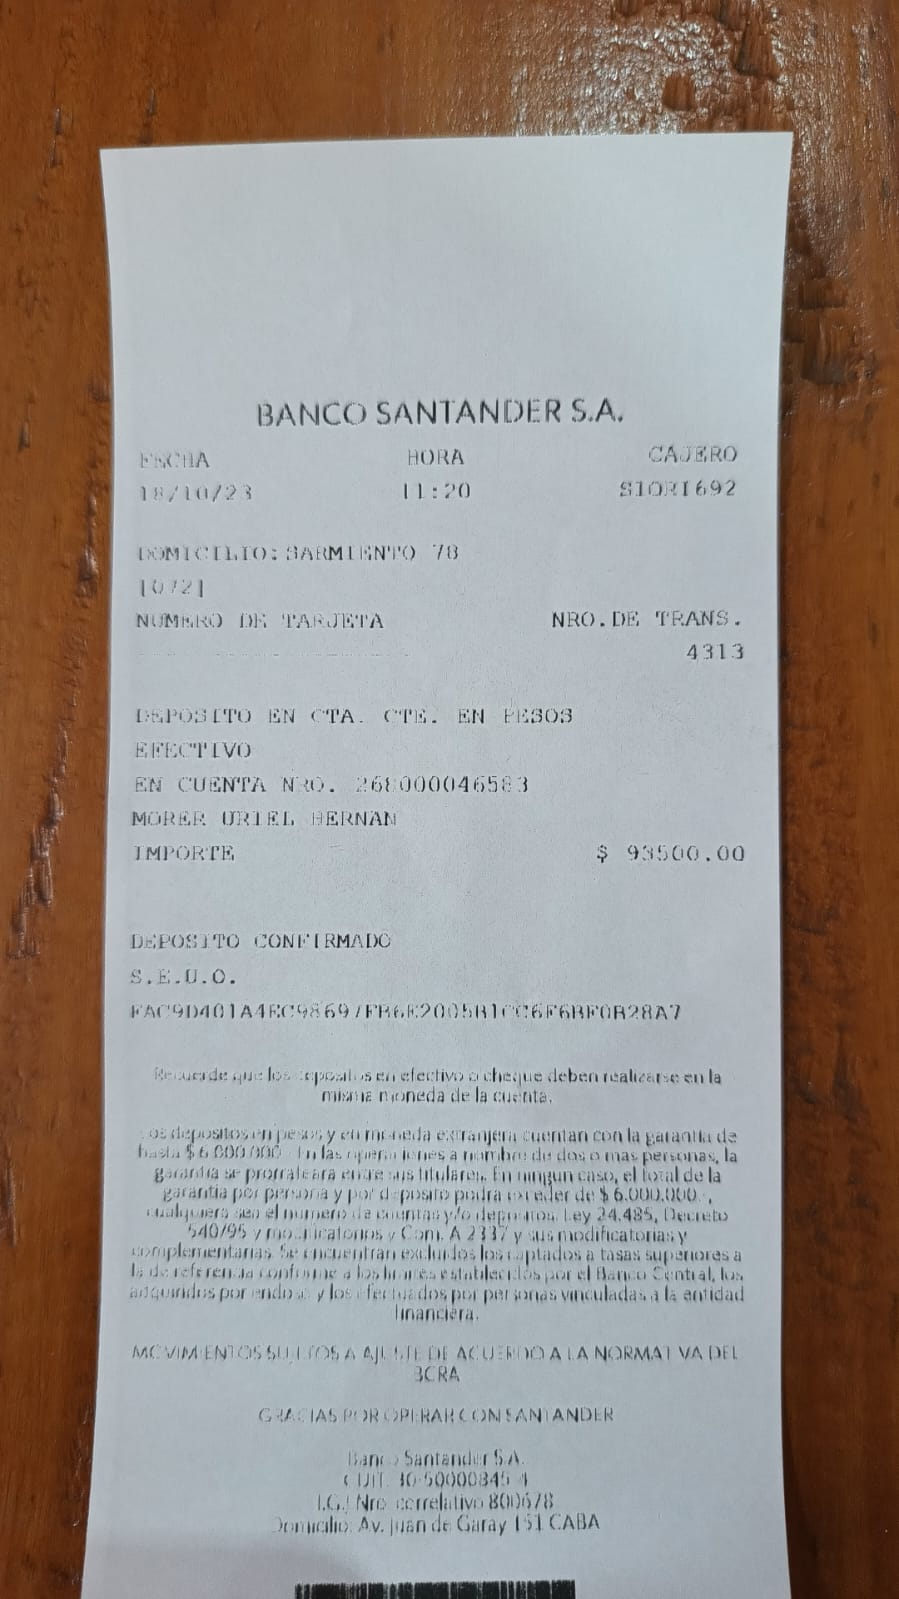 BANCO SANTANDER S.A.
FECHA HORA CAJERO
18/10/23 11:20 S1ORI692
DOMICILIO: SARMIENTO 78
[072]
NUMERO DE TARJETA NRO.DE TRANS.
4313
DEPOSITO EN CTA. CTE. EN PESOS
EFECTIVO
EN CUENTA NRO. 268000046583
MORER URIEL HERNAN
IMPORTE $ 93500.00
DEPOSITO CONFIRMADO
S.E.U.O.
Recuerde que los depositos en efectivo o cheque deben realizarse en la
misma moneda de la cuenta.
Los depositos en pesos y en moneda extranjera cuentan con la garantia de
hasta $ 6.000.000.- En las operaciones a nombre de dos o mas personas, la
garantia se prorrateara entre sus titulares. En ningun caso, el total de la
garantia por persona y por deposito podra exceder de $ 6.000.000.-,
cualquiera sea el numero de cuentas y/o depositos. Ley 24.485, Decreto
540/95 y modificatorios y Com. A 2337 y sus modificatorias y
complementarias. Se encuentran excluidos los captados a tasas superiores a
la de referencia conforme a los limites establecidos por el Banco Central, los
adquiridos por endoso y los efectuados por personas vinculadas a la entidad
financiera.
MOVIMIENTOS SUJETOS A AJUSTE DE ACUERDO A LA NORMATIVA DEL
BCRA
GRACIAS POR OPERAR CON SANTANDER
Banco Santander S.A.
CUIT: 30-50000845-4
I.G.J Nro. correlativo 800678
Domicilio: Av. Juan de Garay 151 CABA